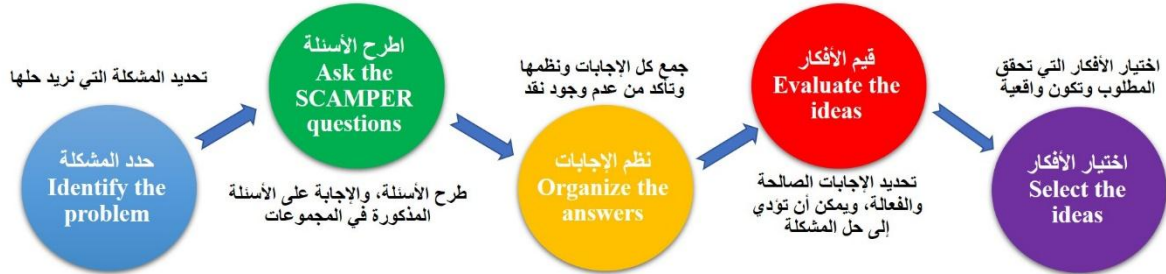 تحديد المشكلة التي نريد حلها
حدد المشكلة
Identify the
problem
اطرح الأسئلة
Ask the
SCAMPER
questions
طرح الأسئلة، والإجابة على الأسئلة
المذكورة في المجموعات
جمع كل الإجابات ونظمها
وتأكد من عدم وجود نقد
نظم الإجابات
Organize the
answers
قيم الأفكار
Evaluate the
ideas
تحديد الإجابات الصالحة
والفعالة، ويمكن أن تؤدي
إلى حل المشكلة
اختيار الأفكار التي تحقق
المطلوب وتكون واقعية
اختيار الأفكار
Select the
ideas